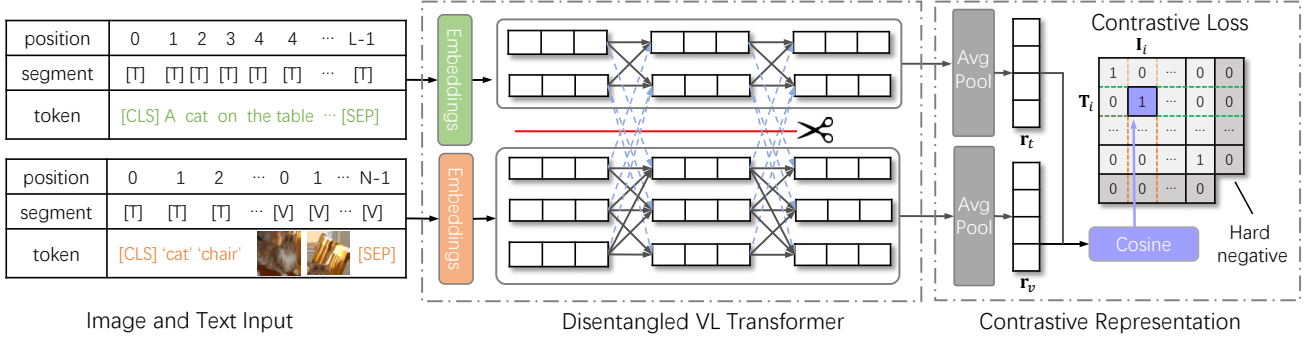 position 0 1 2 3 4 4 ··· L-1
segment [T] [T] [T] [T] [T] [T] ··· [T]
token [CLS] A cat on the table ··· [SEP]
position 0 1 2 ··· 0 1 ··· N-1
segment [T] [T] [T] ··· [V] [V] ··· [V]
token [CLS] ‘cat’ ‘chair’ [SEP]
Image and Text Input
Embeddings
Embeddings
Disentangled VL Transformer
Avg
Pool
r_t
Avg
Pool
r_v
Contrastive Loss
I_i
T_i
1 0 ··· 0 0
0 1 ··· 0 0
··· ··· ··· ··· ···
0 0 ··· 1 0
0 0 ··· 0
Cosine
Hard
negative
Contrastive Representation